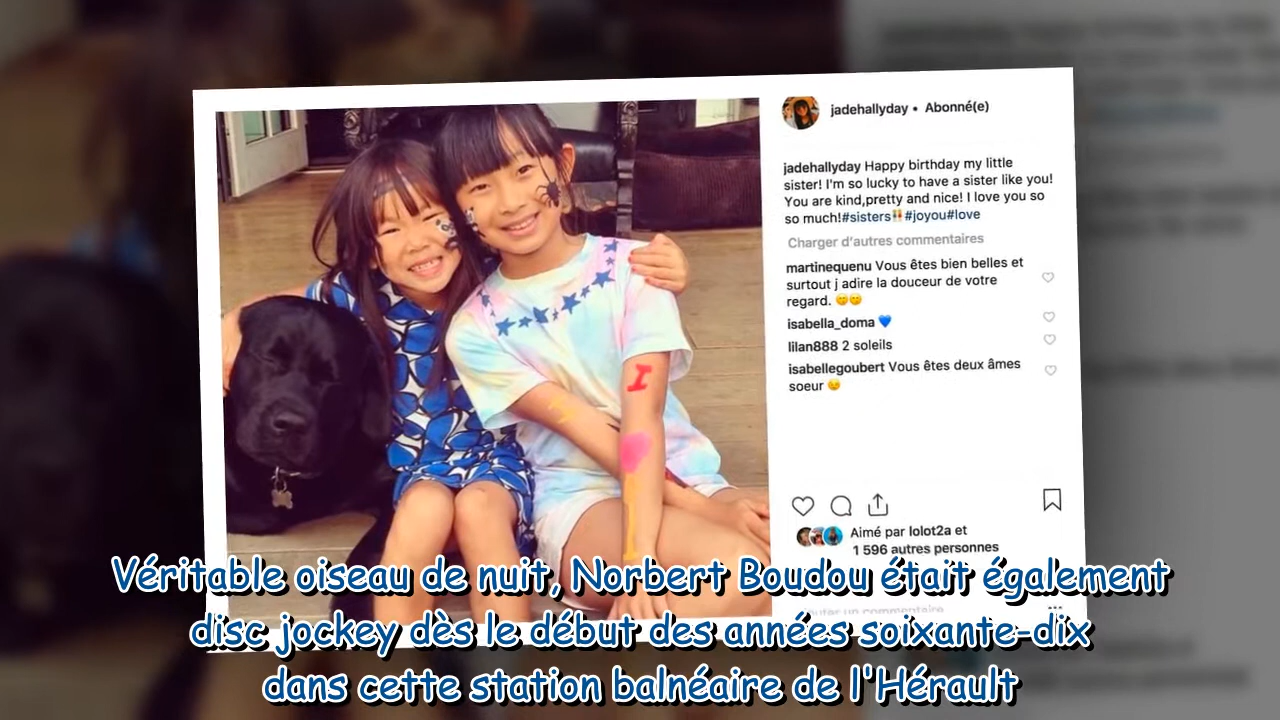 jadehallyday • Abonné(e)
jadehallyday Happy birthday my little
sister! I'm so lucky to have a sister like you!
You are kind,pretty and nice! I love you so
so much!#sisters👯#joyou#love
Charger d'autres commentaires
martinequenu Vous êtes bien belles et
surtout j adire la douceur de votre
regard. 😋😋
isabella_doma 💙
lilan888 2 soleils
isabellegoubert Vous êtes deux âmes
soeur 😉
I
Aimé par lolot2a et
1 596 autres personnes
Véritable oiseau de nuit, Norbert Boudou était également
disc jockey dès le début des années soixante-dix
dans cette station balnéaire de l'Hérault